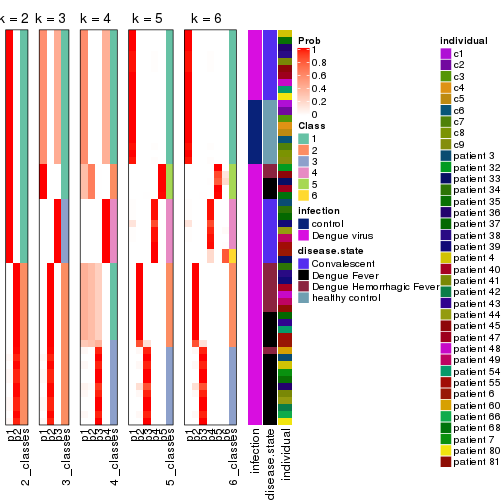 k = 2
k = 3
k = 4
k = 5
k = 6
p1
p2
2_classes
p1
p2
p3
3_classes
p1
p2
p3
p4
4_classes
p1
p2
p3
p4
p5
5_classes
p1
p2
p3
p4
p5
p6
6_classes
infection
disease.state
individual
Prob
1
0.8
0.6
0.4
0.2
0
Class
1
2
3
4
5
6
infection
control
Dengue virus
disease.state
Convalescent
Dengue Fever
Dengue Hemorrhagic Fever
healthy control
individual
c1
c2
c3
c4
c5
c6
c7
c8
c9
patient 3
patient 32
patient 33
patient 34
patient 35
patient 36
patient 37
patient 38
patient 39
patient 4
patient 40
patient 41
patient 42
patient 43
patient 44
patient 45
patient 47
patient 48
patient 49
patient 54
patient 55
patient 6
patient 60
patient 66
patient 68
patient 7
patient 80
patient 81